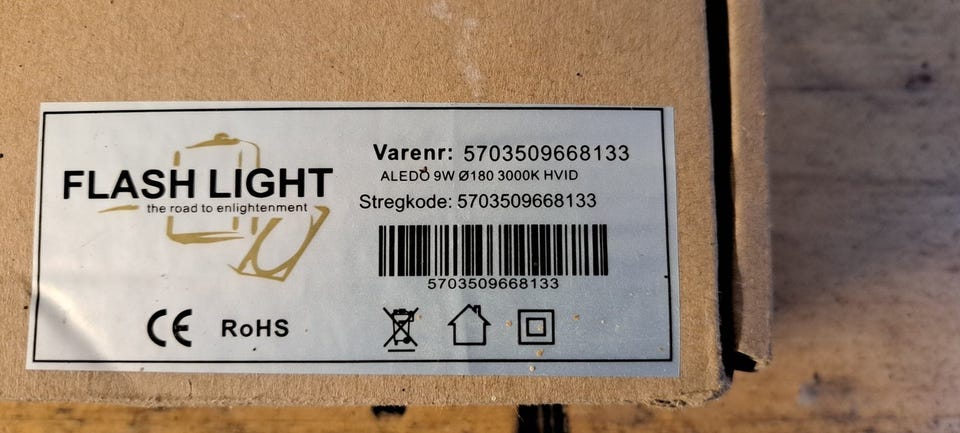 FLASH LIGHT
the road to enlightenment
Varenr: 5703509668133
ALEDO 9W Ø180 3000K HVID
Stregkode: 5703509668133
5703509668133
CE RoHS